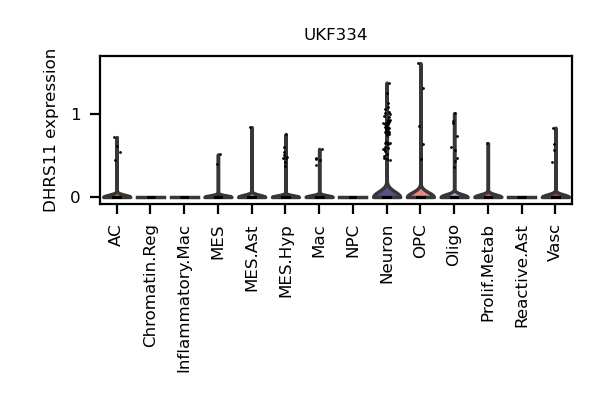 UKF334
DHRS11 expression
1
0
AC
Chromatin.Reg
Inflammatory.Mac
MES
MES.Ast
MES.Hyp
Mac
NPC
Neuron
OPC
Oligo
Prolif.Metab
Reactive.Ast
Vasc